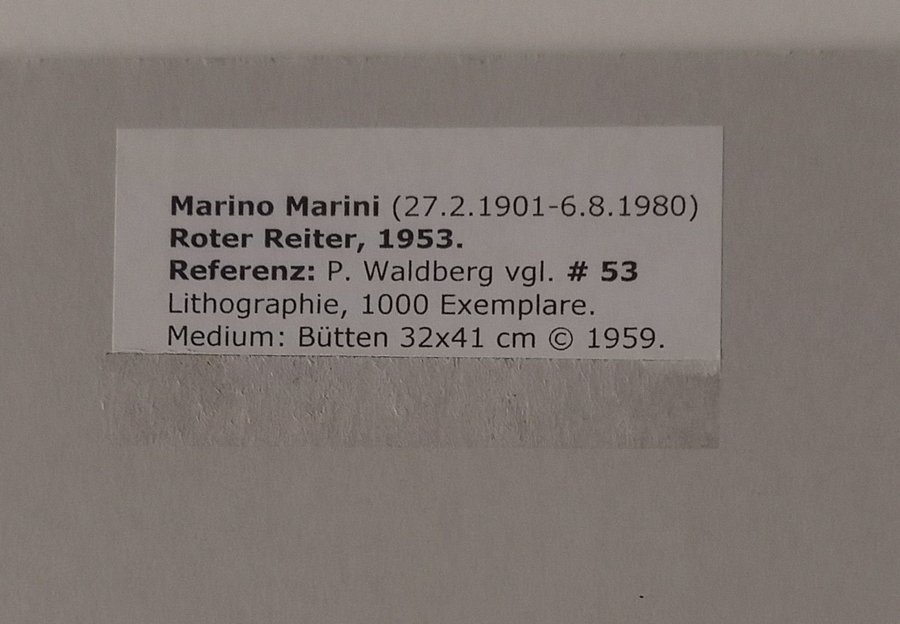 Marino Marini (27.2.1901-6.8.1980)
Roter Reiter, 1953.
Referenz: P. Waldberg vgl. # 53
Lithographie, 1000 Exemplare.
Medium: Bütten 32x41 cm © 1959.